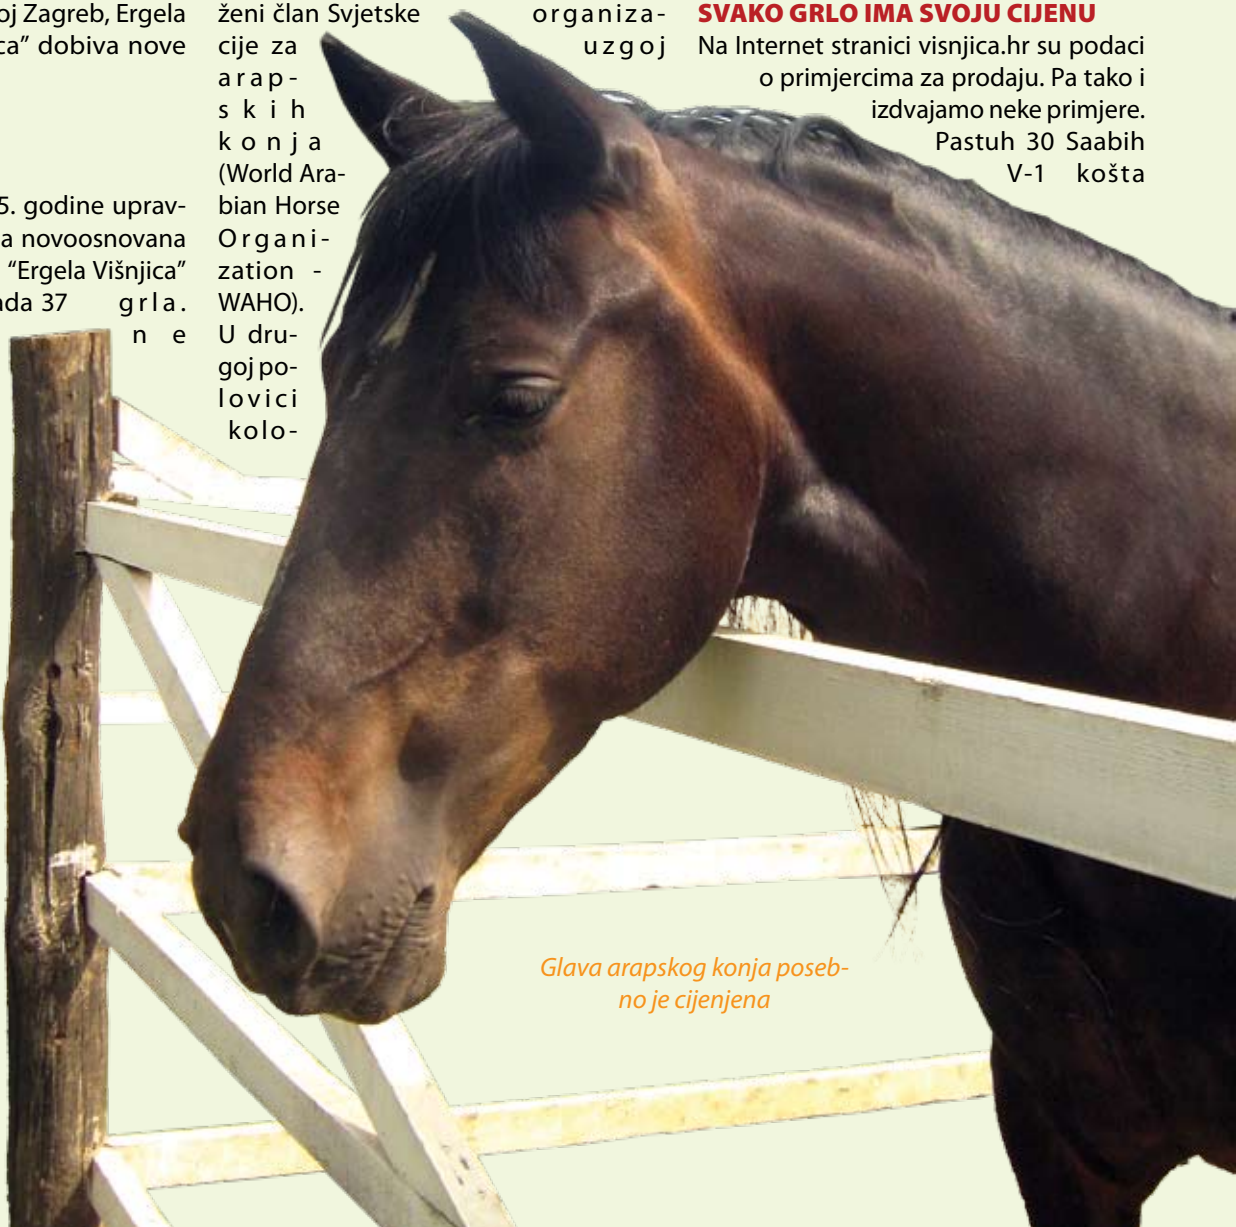 oj Zagreb, Ergela
ca” dobiva nove
5. godine uprav-
a novoosnovana
“Ergela Višnjica”
ada 37 grla.
ne
ženi član Svjetske organiza-
cije za uzgoj
arap-
skih
konja
(World Ara-
bian Horse
Organi-
zation -
WAHO).
U dru-
goj po-
lovici
kolo-
SVAKO GRLO IMA SVOJU CIJENU
Na Internet stranici visnjica.hr su podaci
o primjercima za prodaju. Pa tako i
izdvajamo neke primjere.
Pastuh 30 Saabih
V-1 košta
Glava arapskog konja poseb-
no je cijenjena